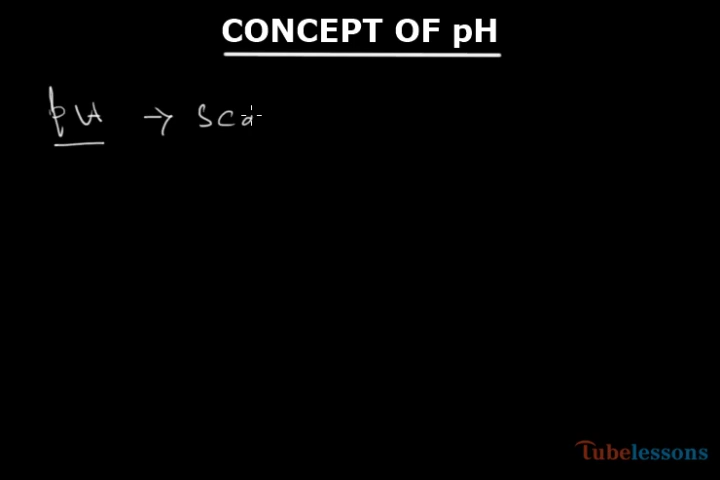 CONCEPT OF pH
pH → sca
Tubelessons